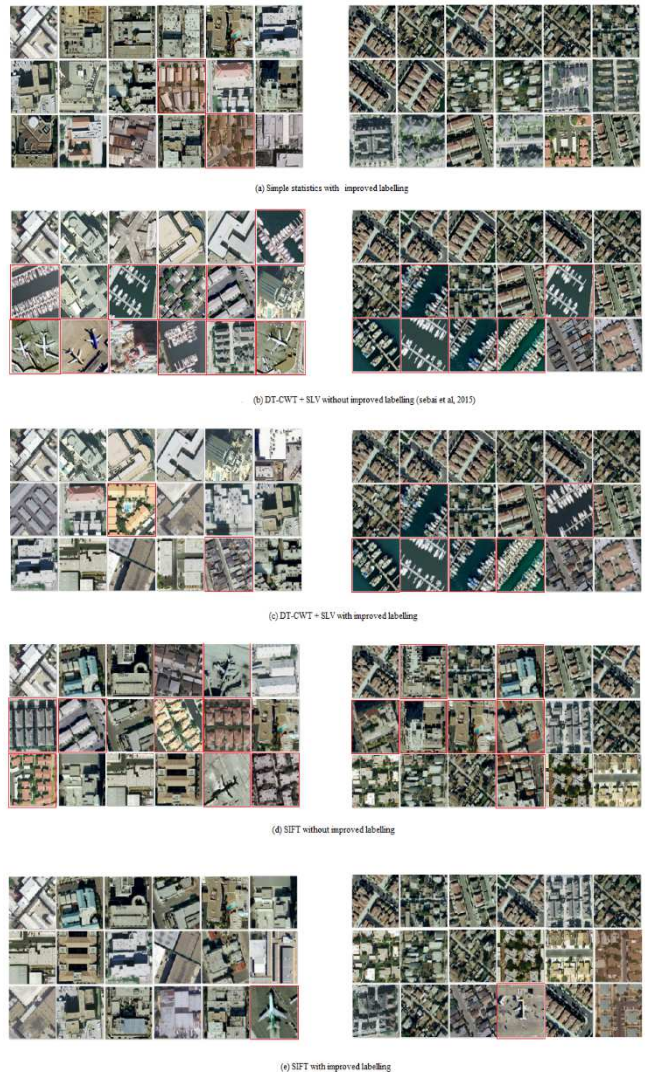 (a) Simple statistics with improved labelling
(b) DT-CWT + SLV without improved labelling (sebai et al, 2015)
(c) DT-CWT + SLV with improved labelling
(d) SIFT without improved labelling
(e) SIFT with improved labelling